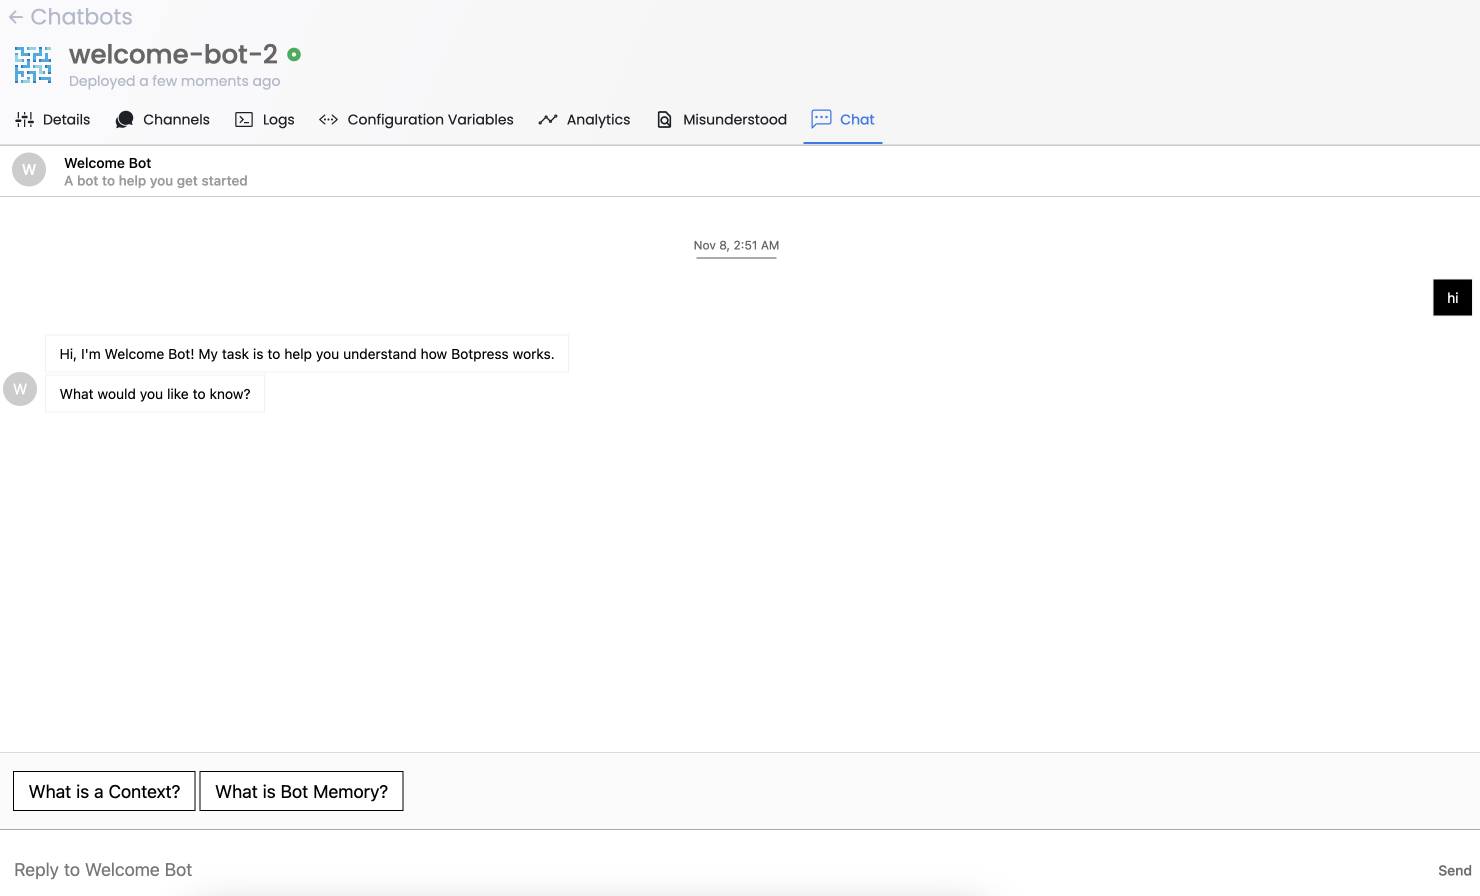 ← Chatbots
welcome-bot-2
Deployed a few moments ago
Details Channels Logs Configuration Variables Analytics Misunderstood Chat
W
Welcome Bot
A bot to help you get started
Nov 8, 2:51 AM
hi
Hi, I'm Welcome Bot! My task is to help you understand how Botpress works.
W
What would you like to know?
What is a Context? What is Bot Memory?
Reply to Welcome Bot Send